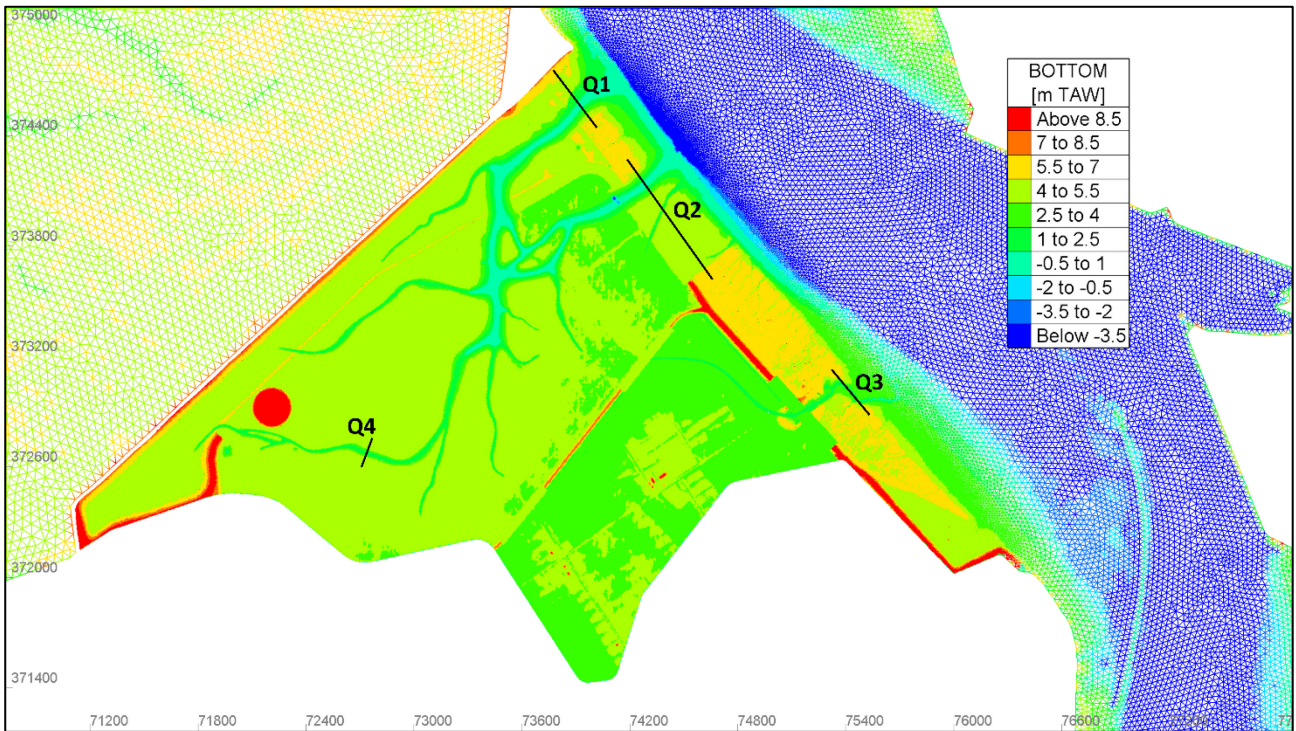 375000
374400
373800
373200
372600
372000
371400
Q1
Q2
Q3
Q4
BOTTOM
[m TAW]
Above 8.5
7 to 8.5
5.5 to 7
4 to 5.5
2.5 to 4
1 to 2.5
-0.5 to 1
-2 to -0.5
-3.5 to -2
Below -3.5
71200
71800
72400
73000
73600
74200
74800
75400
76000
76600